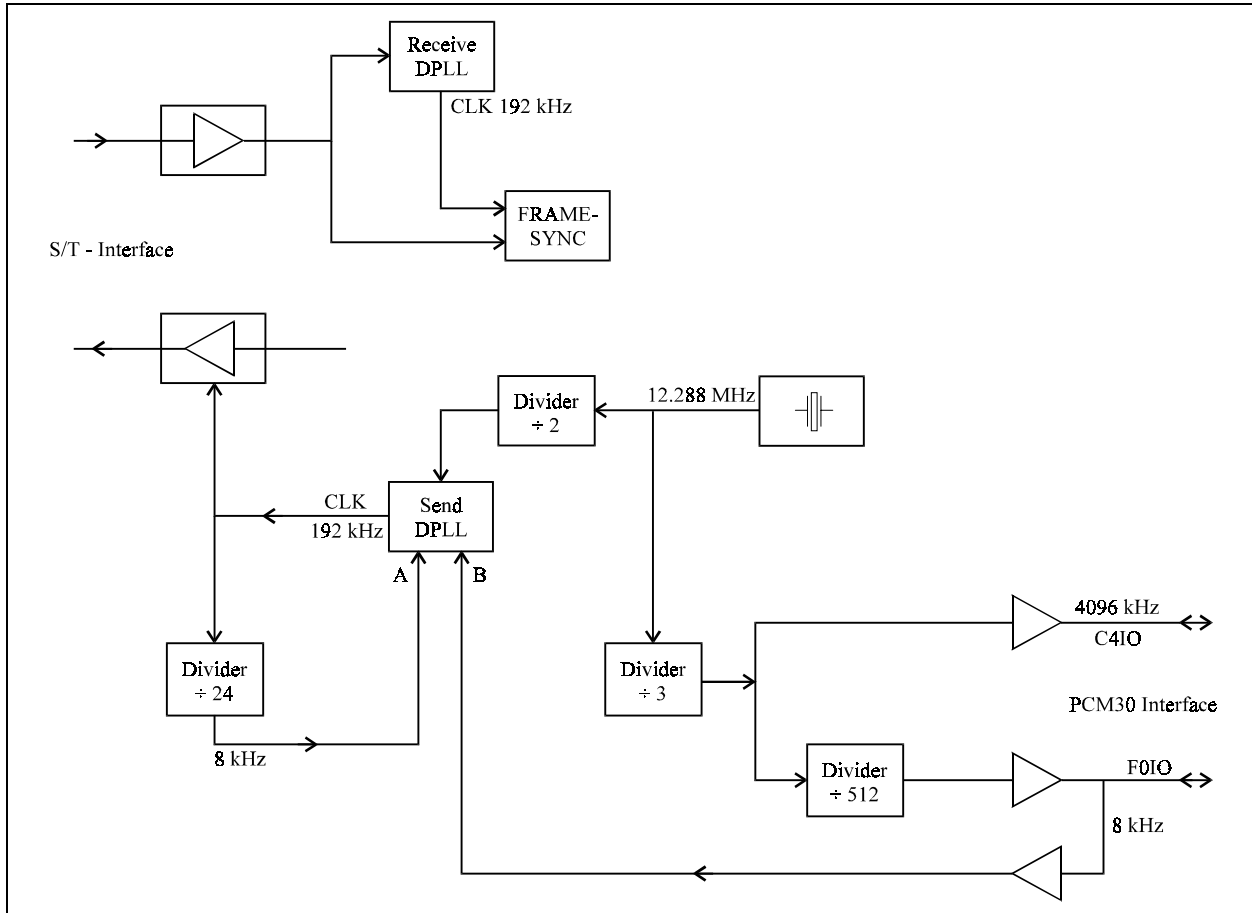 Receive
DPLL
CLK 192 kHz
FRAME-
SYNC
S/T - Interface
12.288 MHz
Divider
÷ 2
CLK
192 kHz
Send
DPLL
A
B
4096 kHz
C4IO
Divider
÷ 24
Divider
÷ 3
PCM30 Interface
8 kHz
Divider
÷ 512
F0IO
8 kHz